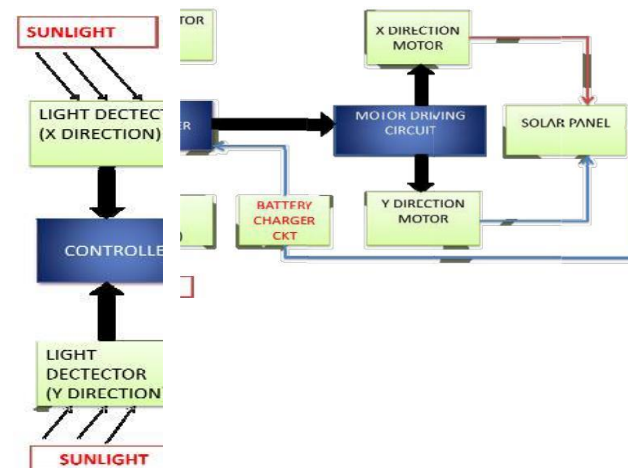 SUNLIGHT
LIGHT DECTECT
(X DIRECTION)
CONTROLLE
LIGHT
DECTECTOR
(Y DIRECTION)
SUNLIGHT
TOR
X DIRECTION
MOTOR
ER
MOTOR DRIVING
CIRCUIT
SOLAR PANEL
BATTERY
CHARGER
CKT
Y DIRECTION
MOTOR